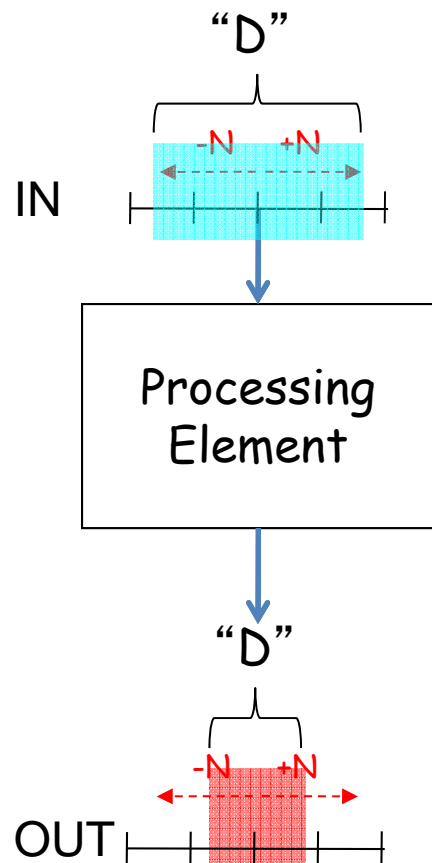 “D”
-N +N
IN
Processing
Element
“D”
-N +N
OUT